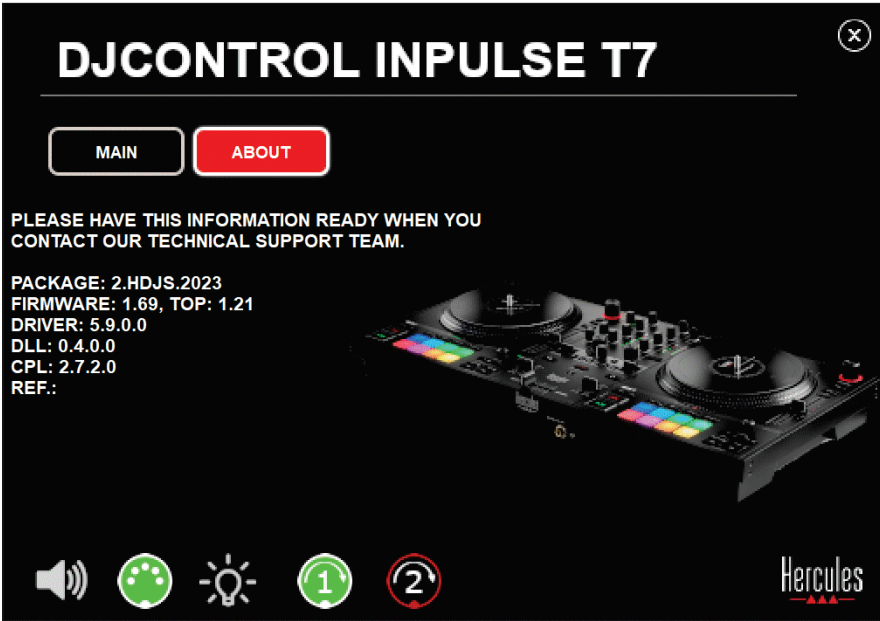 DJCONTROL INPULSE T7
MAIN
ABOUT
PLEASE HAVE THIS INFORMATION READY WHEN YOU
CONTACT OUR TECHNICAL SUPPORT TEAM.
PACKAGE: 2.HDJS.2023
FIRMWARE: 1.69, TOP: 1.21
DRIVER: 5.9.0.0
DLL: 0.4.0.0
CPL: 2.7.2.0
REF.:
1
2
Hercules